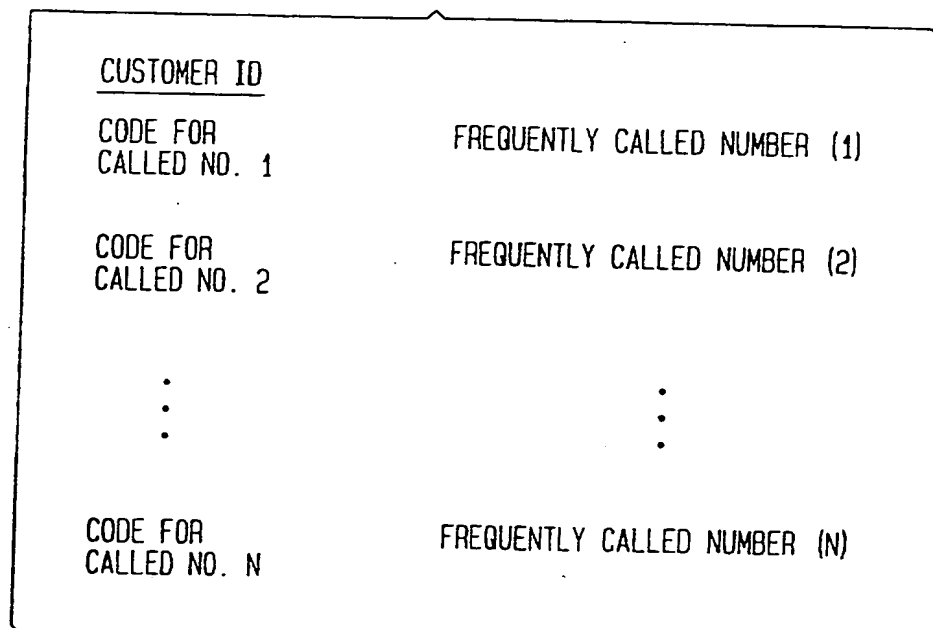 CUSTOMER ID
CODE FOR
CALLED NO. 1
FREQUENTLY CALLED NUMBER (1)
CODE FOR
CALLED NO. 2
FREQUENTLY CALLED NUMBER (2)
CODE FOR
CALLED NO. N
FREQUENTLY CALLED NUMBER (N)